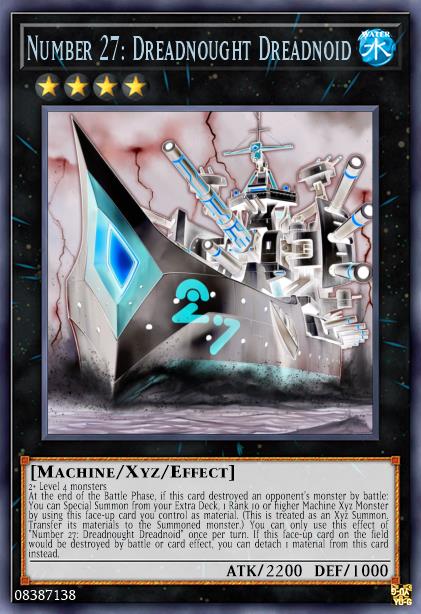 Number 27: Dreadnought Dreadnoid
WATER
水
27
[Machine/Xyz/Effect]
2+ Level 4 monsters
At the end of the Battle Phase, if this card destroyed an opponent's monster by battle:
You can Special Summon from your Extra Deck, 1 Rank 10 or higher Machine Xyz Monster
by using this face-up card you control as material. (This is treated as an Xyz Summon.
Transfer its materials to the Summoned monster.) You can only use this effect of
"Number 27: Dreadnought Dreadnoid" once per turn. If this face-up card on the field
would be destroyed by battle or card effect, you can detach 1 material from this card
instead.
ATK/2200 DEF/1000
08387138